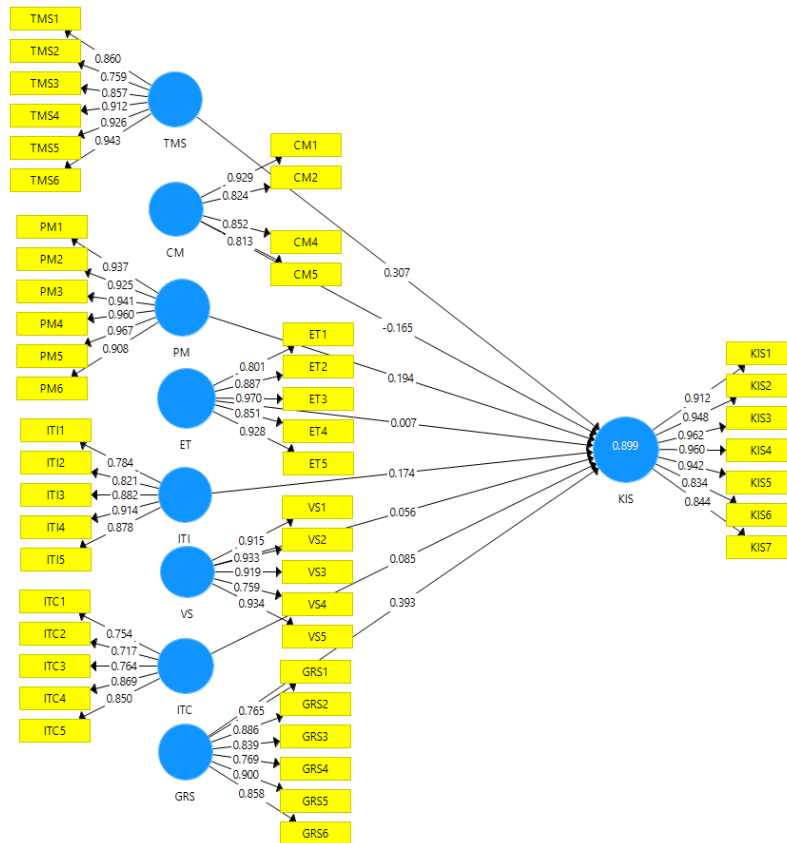 TMS1
TMS2
TMS3
TMS4
TMS5
TMS6
0.860
0.759
0.857
0.912
0.926
0.943
TMS
CM1
CM2
CM4
CM5
0.929
0.824
0.852
0.813
CM
PM1
PM2
PM3
PM4
PM5
PM6
0.937
0.925
0.941
0.960
0.967
0.908
PM
ET1
ET2
ET3
ET4
ET5
0.801
0.887
0.970
0.851
0.928
ET
ITI1
ITI2
ITI3
ITI4
ITI5
0.784
0.821
0.882
0.914
0.878
ITI
VS1
VS2
VS3
VS4
VS5
0.915
0.933
0.919
0.759
0.934
VS
ITC1
ITC2
ITC3
ITC4
ITC5
0.754
0.717
0.764
0.869
0.850
ITC
GRS1
GRS2
GRS3
GRS4
GRS5
GRS6
0.765
0.886
0.839
0.769
0.900
0.858
GRS
0.307
-0.165
0.194
0.007
0.174
0.056
0.085
0.393
0.899
KIS
0.912
0.948
0.962
0.960
0.942
0.834
0.844
KIS1
KIS2
KIS3
KIS4
KIS5
KIS6
KIS7